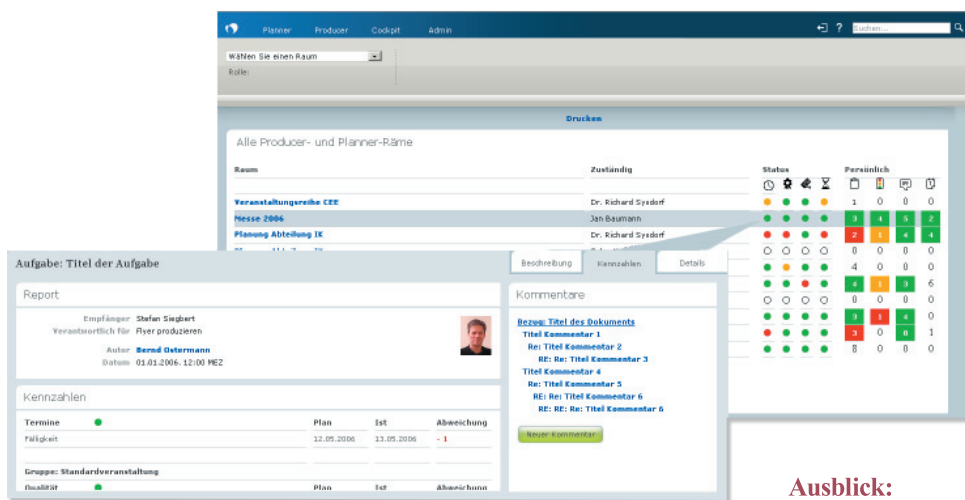 Planner Producer Cockpit Admin ? Suchen...
Wählen Sie einen Raum
Rolle:
Drucken
Alle Producer- und Planner-Räme
Raum Zuständig Status Persönlich
Veranstaltungsreihe CEE Dr. Richard Sysdorf 1 0 0 0
Messe 2006 Jan Baumann 3 4 5 2
Planung Abteilung IK Dr. Richard Sysdorf 2 1 4 4
0 0 0 0
4 0 0 0
4 1 3 6
0 0 0 0
3 1 4 0
3 0 8 1
8 0 0 0
Aufgabe: Titel der Aufgabe
Beschreibung Kennzahlen Details
Report
Empfänger Stefan Siegbert
Verantwortlich für Flyer produzieren
Autor Bernd Ostermann
Datum 01.01.2006, 12:00 MEZ
Kennzahlen
Termine Plan Ist Abweichung
Fälligkeit 12.05.2006 13.05.2006 - 1
Gruppe: Standardveranstaltung
Qualität Plan Ist Abweichung
Kommentare
Bezug: Titel des Dokuments
Titel Kommentar 1
Re: Titel Kommentar 2
RE: Re: Titel Kommentar 3
Titel Kommentar 4
Re: Titel Kommentar 5
RE: Re: Titel Kommentar 6
RE: RE: Re: Titel Kommentar 6
Neuer Kommentar
Ausblick: